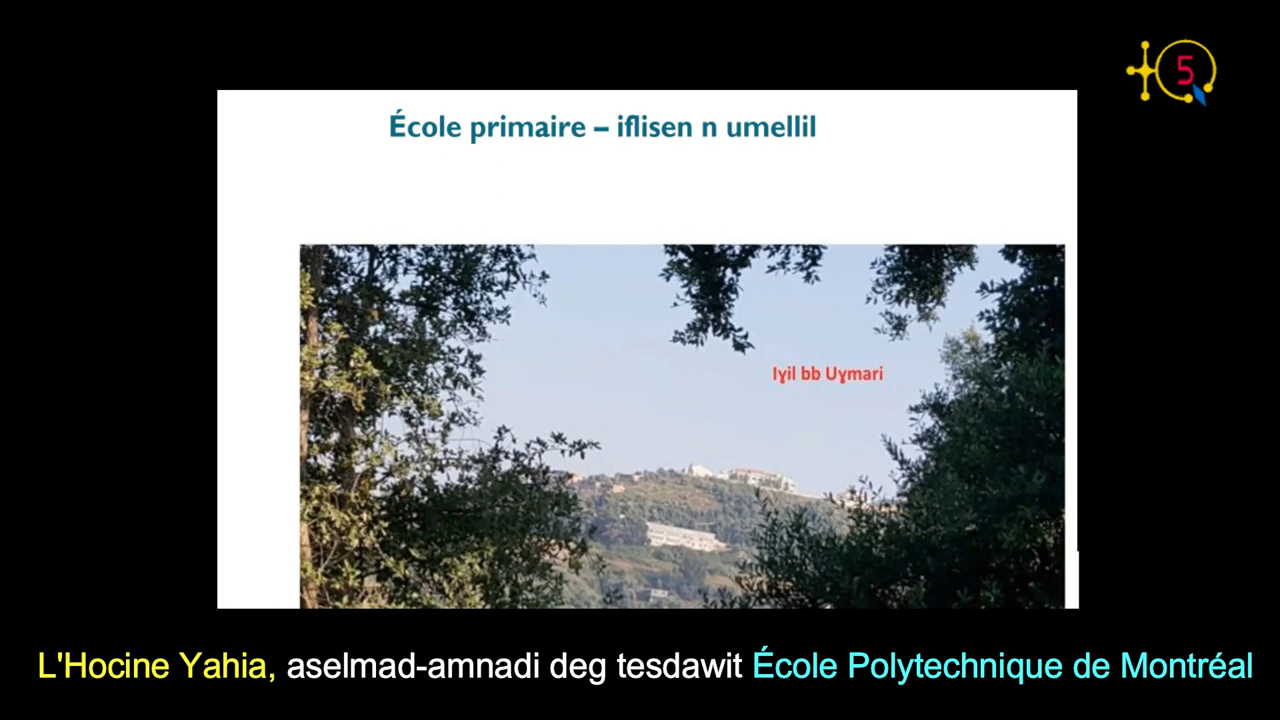 5
École primaire – iflisen n umellil
Iɣil bb Uɣmari
L'Hocine Yahia, aselmad-amnadi deg tesdawit École Polytechnique de Montréal